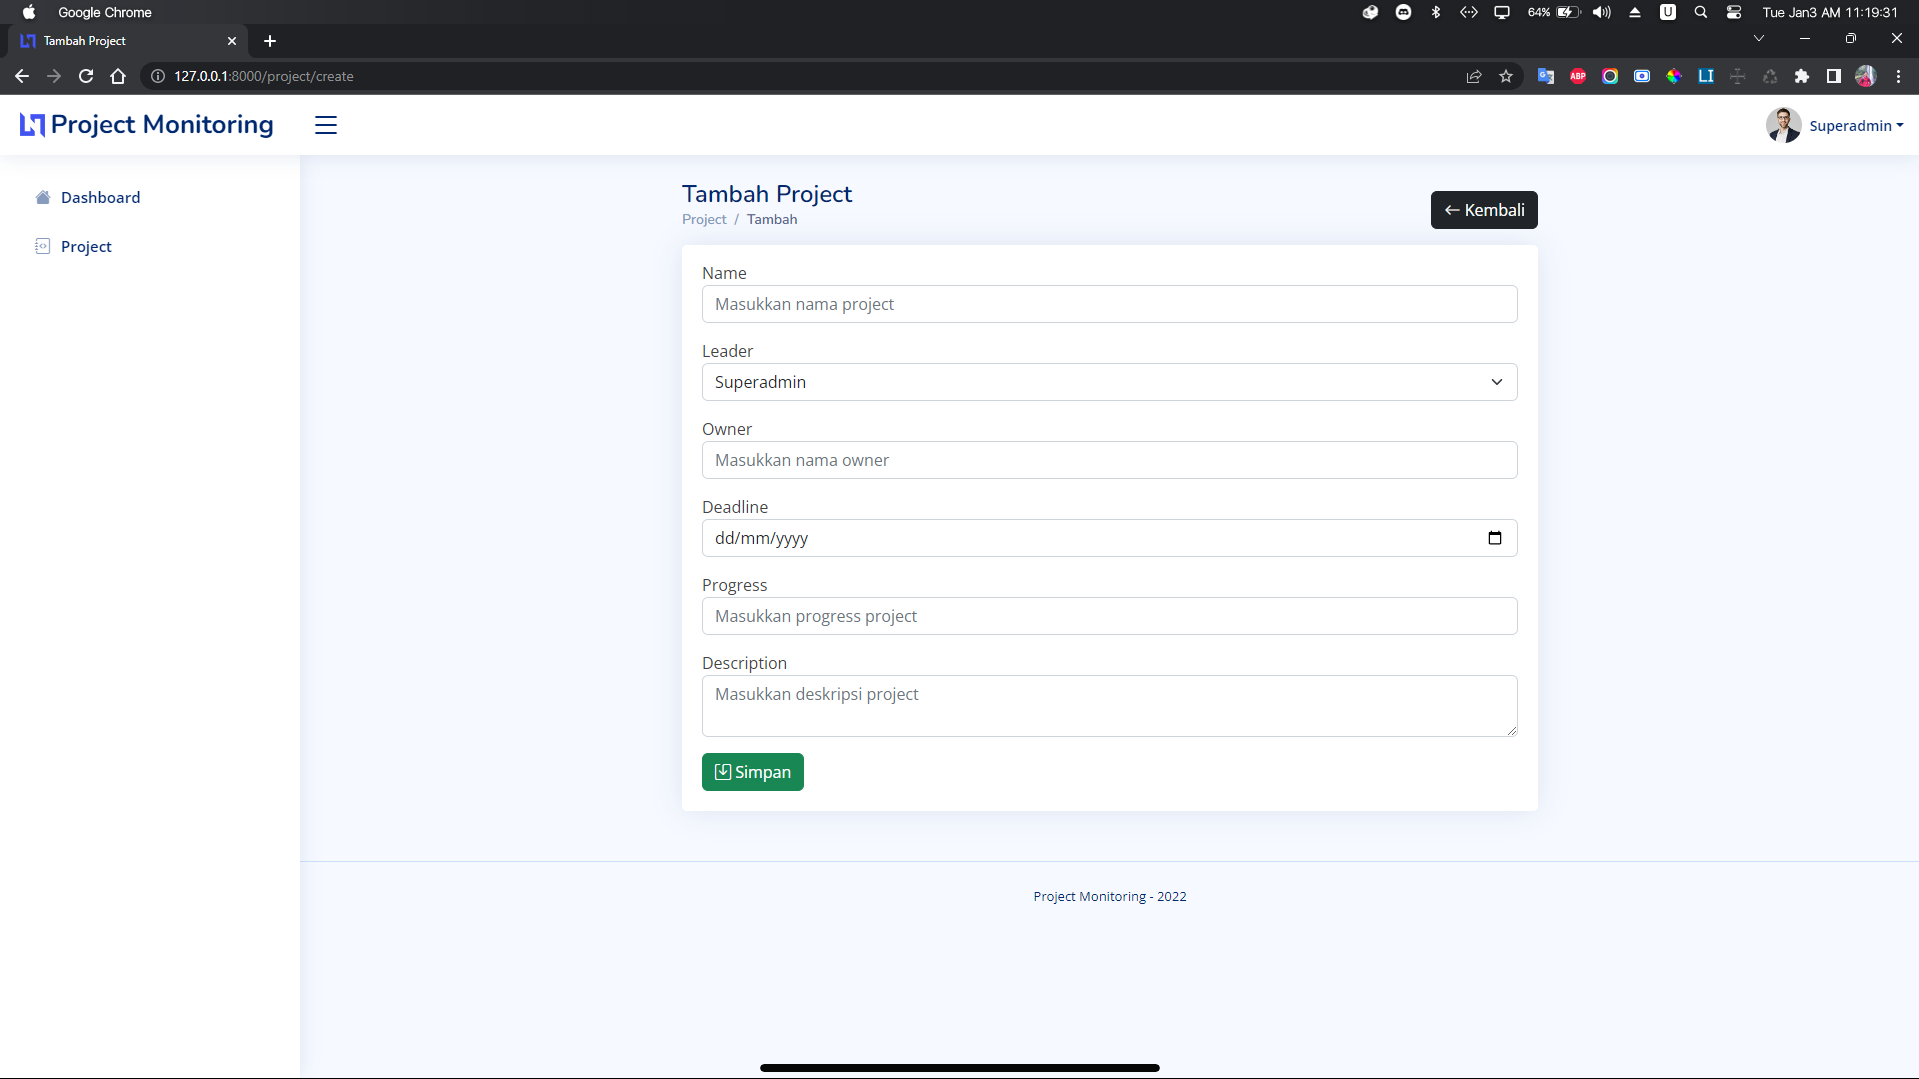 Google Chrome
64%
U
Tue Jan3 AM 11:19:31
Tambah Project
127.0.0.1:8000/project/create
ABP
LI
Project Monitoring
Superadmin
Dashboard
Project
Tambah Project
Project / Tambah
Kembali
Name
Masukkan nama project
Leader
Superadmin
Owner
Masukkan nama owner
Deadline
dd/mm/yyyy
Progress
Masukkan progress project
Description
Masukkan deskripsi project
Simpan
Project Monitoring - 2022